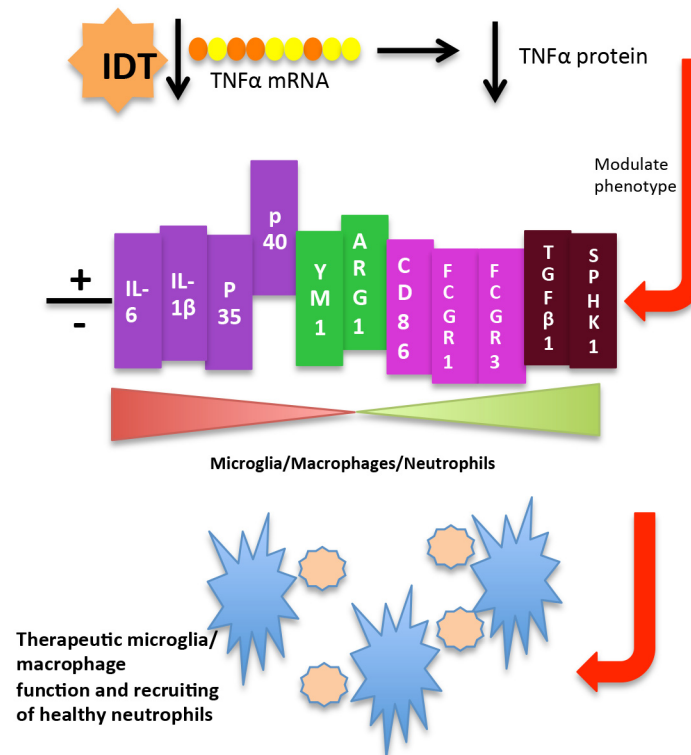 IDT
TNFα mRNA
TNFα protein
Modulate
phenotype
+
-
IL-
6
IL-
1β
P
35
p
40
Y
M
1
A
R
G
1
C
D
8
6
F
C
G
R
1
F
C
G
R
3
T
G
F
β
1
S
P
H
K
1
Microglia/Macrophages/Neutrophils
Therapeutic microglia/
macrophage
function and recruiting
of healthy neutrophils